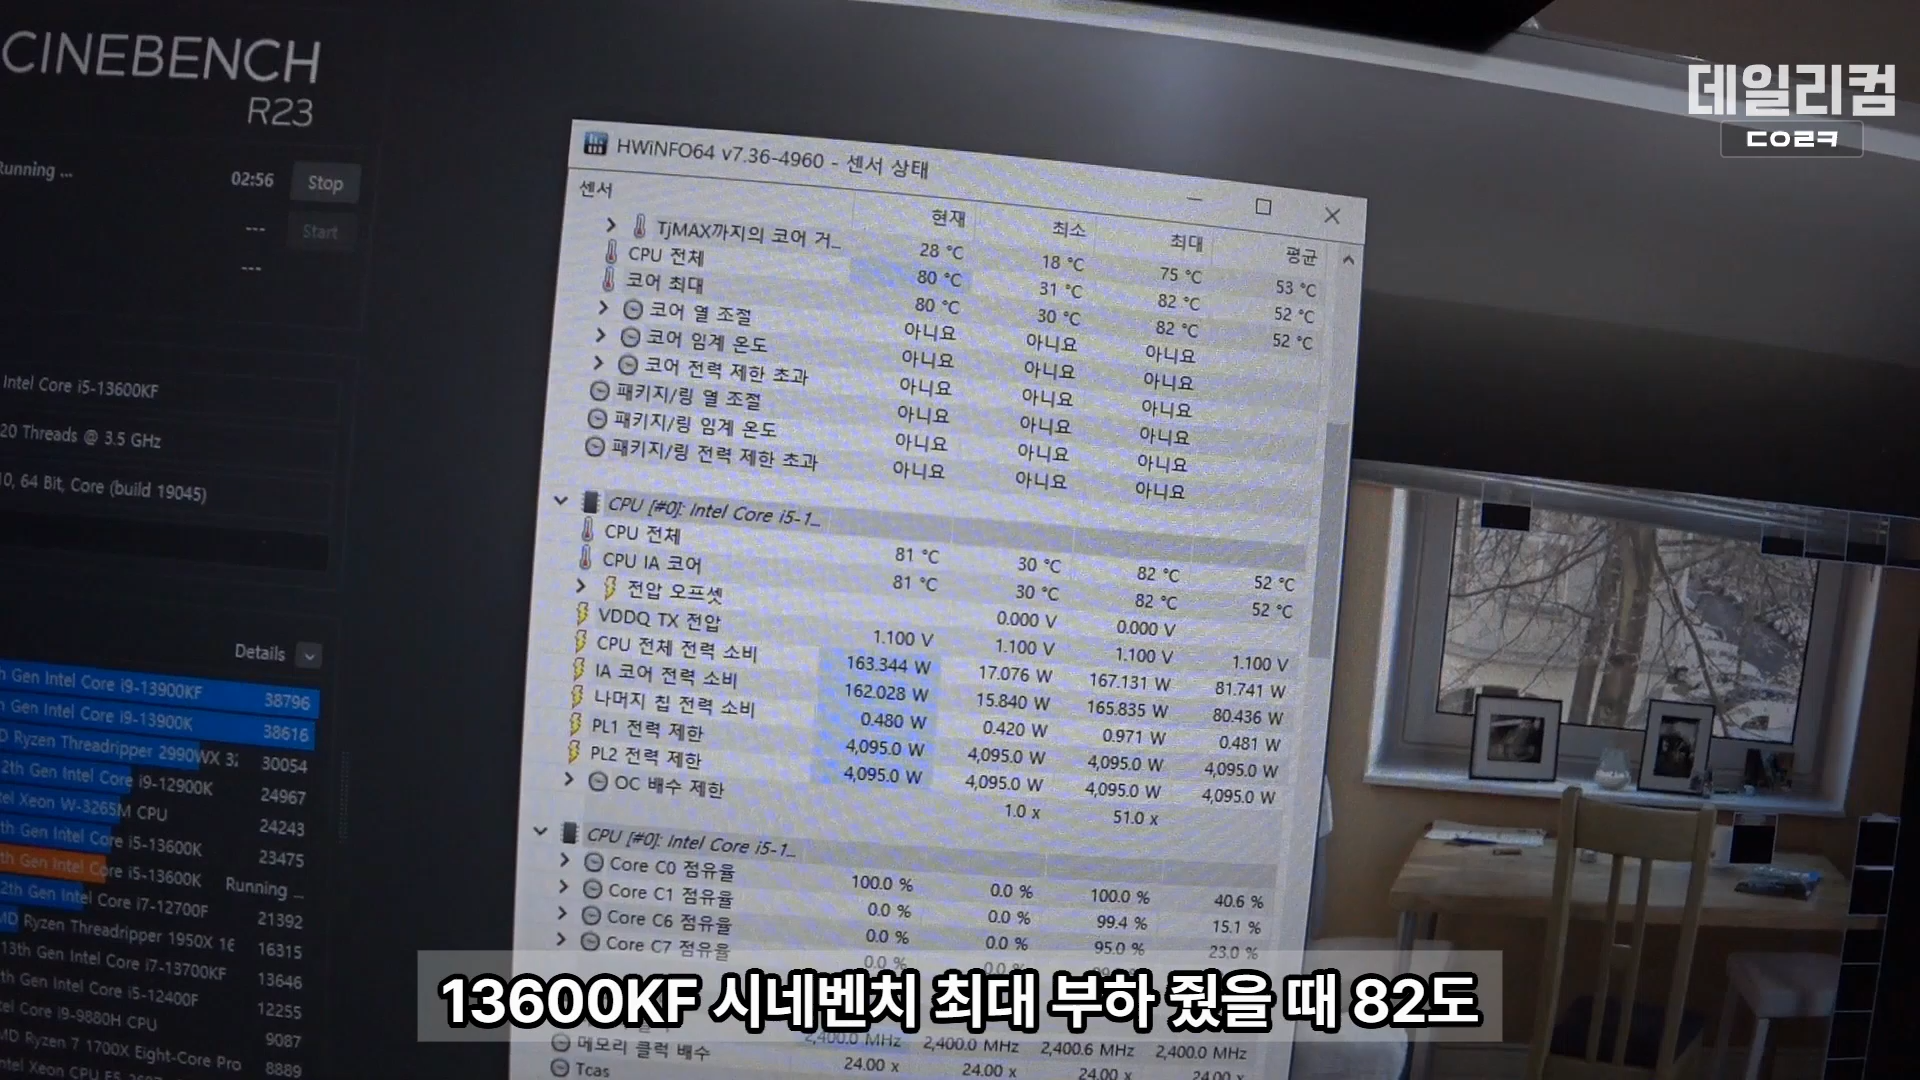 CINEBENCH
R23
Running ...
02:56
Stop
---
Start
---
Intel Core i5-13600KF
20 Threads @ 3.5 GHz
10, 64 Bit, Core (build 19045)
Details
Gen Intel Core i9-13900KF 38796
Gen Intel Core i9-13900K 38616
Ryzen Threadripper 2990WX 30054
2th Gen Intel Core i9-12900K 24967
Xeon W-3265M CPU 24243
th Gen Intel Core i5-13600K 23475
th Gen Intel Core i5-13600K Running ...
2th Gen Intel Core i7-12700F 21392
MD Ryzen Threadripper 1950X 16 16315
13th Gen Intel Core i7-13700KF 13646
th Gen Intel Core i5-12400F 12255
Core i9-9880H CPU 9087
MD Ryzen 7 1700X Eight-Core Pro 8889
Xeon CPU
HWiNFO64 v7.36-4960 - 센서 상태
센서 현재 최소 최대 평균
TjMAX까지의 코어 거... 28 °C 18 °C 75 °C 53 °C
CPU 전체 80 °C 31 °C 82 °C 52 °C
코어 최대 80 °C 30 °C 82 °C 52 °C
코어 열 조절 아니요 아니요 아니요
코어 임계 온도 아니요 아니요 아니요
코어 전력 제한 초과 아니요 아니요 아니요
패키지/링 열 조절 아니요 아니요 아니요
패키지/링 임계 온도 아니요 아니요 아니요
패키지/링 전력 제한 초과 아니요 아니요 아니요
CPU [#0]: Intel Core i5-1...
CPU 전체 81 °C 30 °C 82 °C 52 °C
CPU IA 코어 81 °C 30 °C 82 °C 52 °C
전압 오프셋 0.000 V 0.000 V
VDDQ TX 전압 1.100 V 1.100 V 1.100 V 1.100 V
CPU 전체 전력 소비 163.344 W 17.076 W 167.131 W 81.741 W
IA 코어 전력 소비 162.028 W 15.840 W 165.835 W 80.436 W
나머지 칩 전력 소비 0.480 W 0.420 W 0.971 W 0.481 W
PL1 전력 제한 4,095.0 W 4,095.0 W 4,095.0 W 4,095.0 W
PL2 전력 제한 4,095.0 W 4,095.0 W 4,095.0 W 4,095.0 W
OC 배수 제한 1.0 x 51.0 x
CPU [#0]: Intel Core i5-1...
Core C0 점유율 100.0 % 0.0 % 100.0 % 40.6 %
Core C1 점유율 0.0 % 0.0 % 99.4 % 15.1 %
Core C6 점유율 0.0 % 0.0 % 95.0 % 23.0 %
Core C7 점유율 0.0 % 0.0 %
메모리 클럭 배수 24.00 x 24.00 x 24.00 x 24.00 x
2,400.0 MHz 2,400.0 MHz 2,400.6 MHz 2,400.0 MHz
Tcas
데일리컴
ㄷㅇㄹㅋ
13600KF 시네벤치 최대 부하 줬을 때 82도